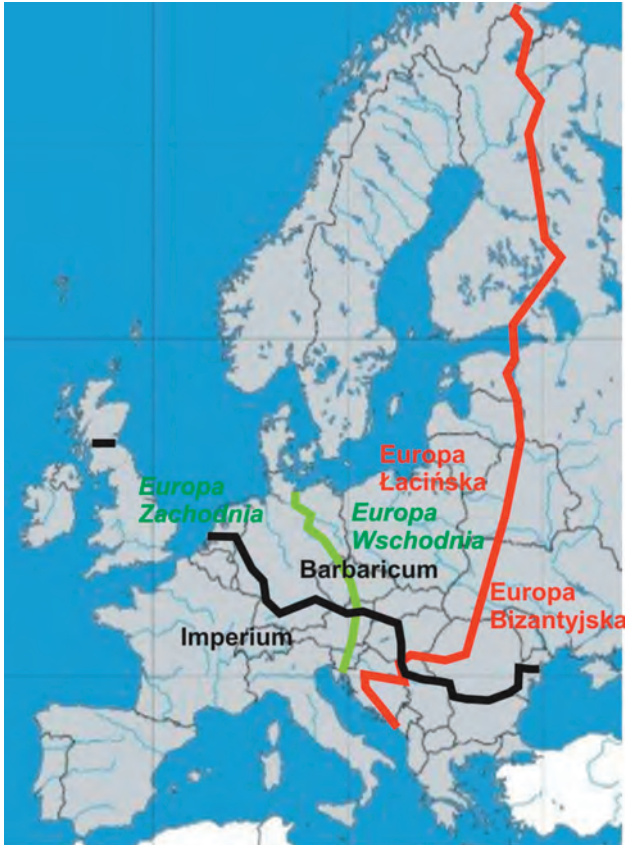 Europa
Łacińska
Europa
Zachodnia
Europa
Wschodnia
Barbaricum
Europa
Bizantyjska
Imperium